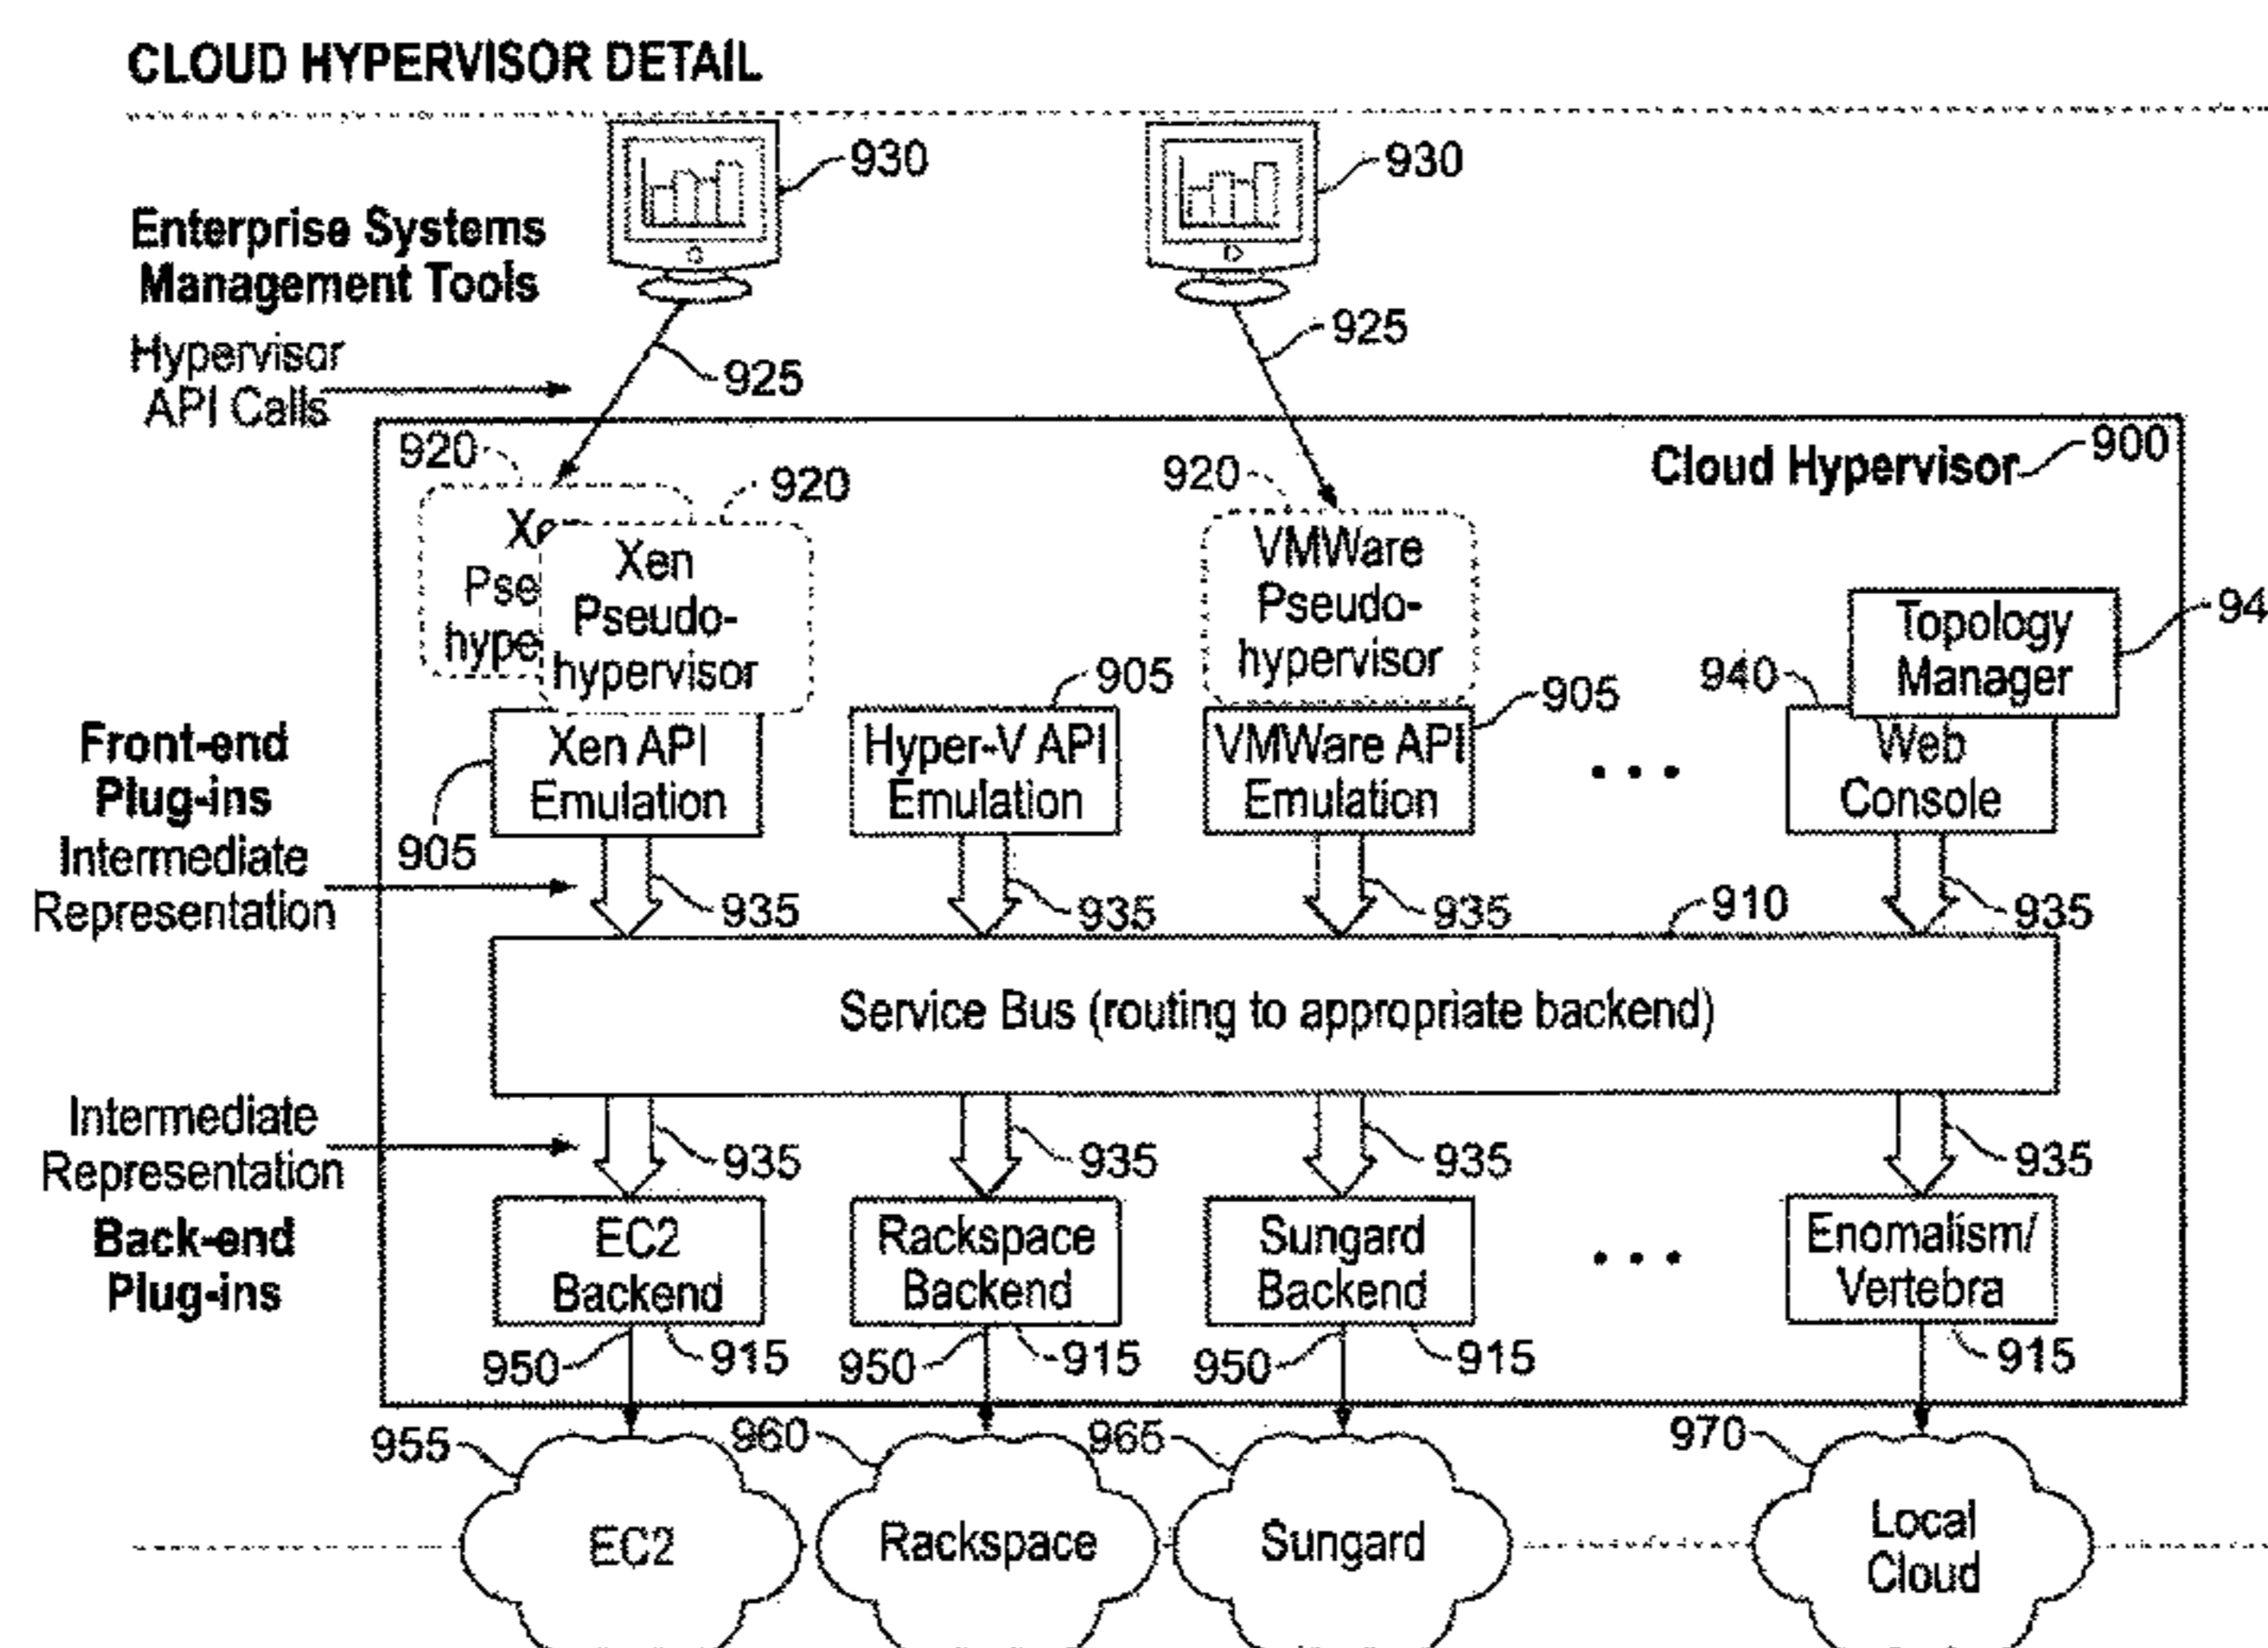 CLOUD HYPERVISOR DETAIL
930
930
Enterprise Systems
Management Tools
Hypervisor
API Calls
925
925
Cloud Hypervisor
900
920
920
920
Xen
Pseudo-
hypervisor
Pse
hype
VMWare
Pseudo-
hypervisor
Topology
Manager
94
940
905
905
Front-end
Plug-ins
Xen API
Emulation
Hyper-V API
Emulation
VMWare API
Emulation
• • •
Web
Console
905
Intermediate
Representation
935
935
935
935
910
Service Bus (routing to appropriate backend)
Intermediate
Representation
935
935
935
935
Back-end
Plug-ins
EC2
Backend
Rackspace
Backend
Sungard
Backend
• • •
Enomalism/
Vertebra
950
915
950
915
950
915
915
955
960
965
970
EC2
Rackspace
Sungard
Local
Cloud